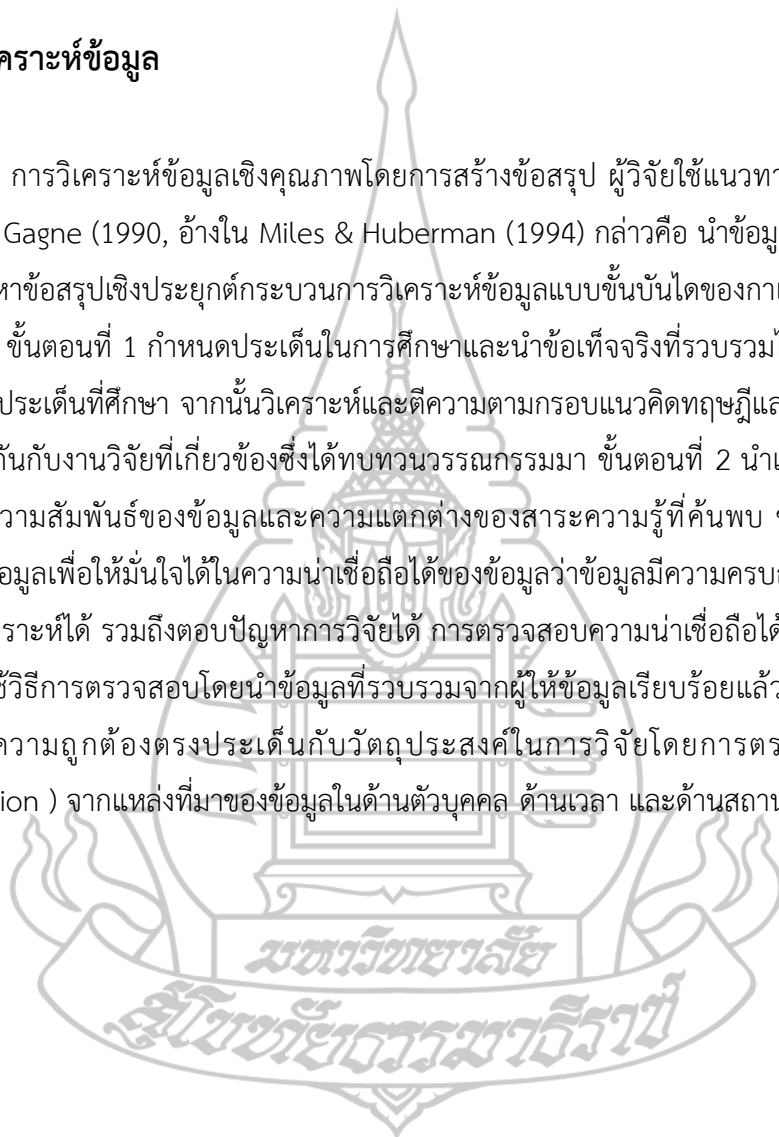 คราะห์ข้อมูล
การวิเคราะห์ข้อมูลเชิงคุณภาพโดยการสร้างข้อสรุป ผู้วิจัยใช้แนวทา
Gagne (1990, อ้างใน Miles & Huberman (1994) กล่าวคือ นำข้อมู
หาข้อสรุปเชิงประยุกต์กระบวนการวิเคราะห์ข้อมูลแบบขั้นบันไดของกาเ
ขั้นตอนที่ 1 กำหนดประเด็นในการศึกษาและนำข้อเท็จจริงที่รวบรวมไ
ประเด็นที่ศึกษา จากนั้นวิเคราะห์และตีความตามกรอบแนวคิดทฤษฎีแล
กันกับงานวิจัยที่เกี่ยวข้องซึ่งได้ทบทวนวรรณกรรมมา ขั้นตอนที่ 2 นำเ
วามสัมพันธ์ของข้อมูลและความแตกต่างของสาระความรู้ที่ค้นพบ
อมูลเพื่อให้มั่นใจได้ในความน่าเชื่อถือได้ของข้อมูลว่าข้อมูลมีความครบ
ราะห์ได้ รวมถึงตอบปัญหาการวิจัยได้ การตรวจสอบความน่าเชื่อถือได้
ช้วิธีการตรวจสอบโดยนำข้อมูลที่รวบรวมจากผู้ให้ข้อมูลเรียบร้อยแล้ว
ความถูกต้องตรงประเด็นกับวัตถุประสงค์ในการวิจัยโดยการตร
ion ) จากแหล่งที่มาของข้อมูลในด้านตัวบุคคล ด้านเวลา และด้านสถาน
มหาวิทยาลัย
สุโขทัยธรรมาธิราช